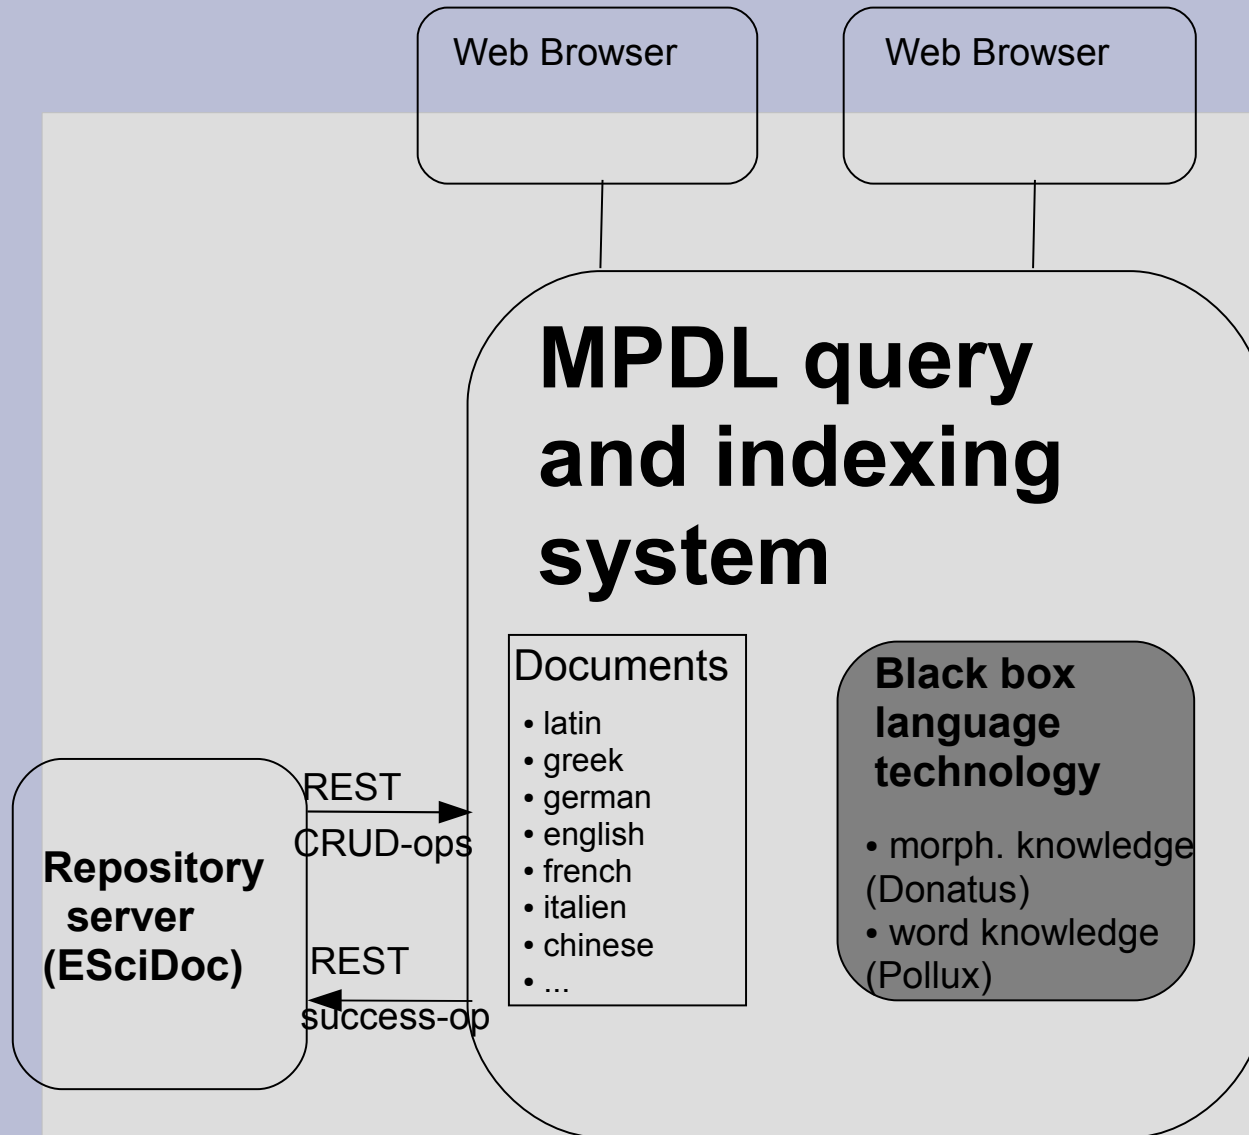 Web Browser
Web Browser
MPDL query
and indexing
system
Documents
• latin
• greek
• german
• english
• french
• italien
• chinese
• ...
Black box
language
technology
• morph. knowledge
(Donatus)
• word knowledge
(Pollux)
REST
CRUD-ops
Repository
server
(ESciDoc)
REST
success-op